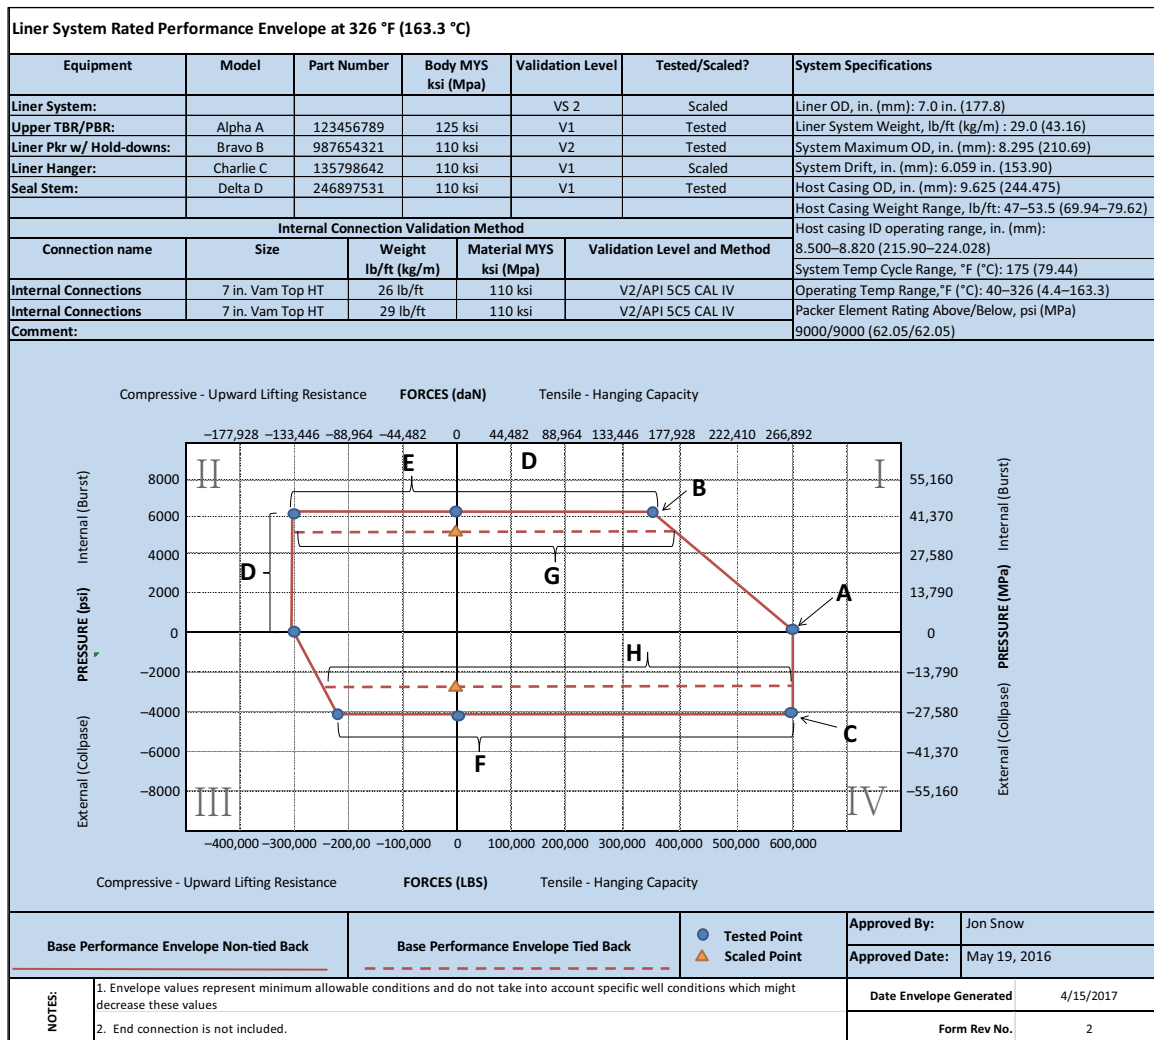 Liner System Rated Performance Envelope at 326 °F (163.3 °C)
Equipment Model Part Number Body MYS ksi (Mpa) Validation Level Tested/Scaled? System Specifications
Liner System: VS 2 Scaled Liner OD, in. (mm): 7.0 in. (177.8)
Upper TBR/PBR: Alpha A 123456789 125 ksi V1 Tested Liner System Weight, lb/ft (kg/m) : 29.0 (43.16)
Liner Pkr w/ Hold-downs: Bravo B 987654321 110 ksi V2 Tested System Maximum OD, in. (mm): 8.295 (210.69)
Liner Hanger: Charlie C 135798642 110 ksi V1 Scaled System Drift, in. (mm): 6.059 in. (153.90)
Seal Stem: Delta D 246897531 110 ksi V1 Tested Host Casing OD, in. (mm): 9.625 (244.475)
Host Casing Weight Range, lb/ft: 47–53.5 (69.94–79.62)
Internal Connection Validation Method Host casing ID operating range, in. (mm):
8.500–8.820 (215.90–224.028)
Connection name Size Weight lb/ft (kg/m) Material MYS ksi (Mpa) Validation Level and Method
System Temp Cycle Range, °F (°C): 175 (79.44)
Internal Connections 7 in. Vam Top HT 26 lb/ft 110 ksi V2/API 5C5 CAL IV Operating Temp Range,°F (°C): 40–326 (4.4–163.3)
Internal Connections 7 in. Vam Top HT 29 lb/ft 110 ksi V2/API 5C5 CAL IV Packer Element Rating Above/Below, psi (MPa)
Comment: 9000/9000 (62.05/62.05)
Compressive - Upward Lifting Resistance FORCES (daN) Tensile - Hanging Capacity
–177,928 –133,446 –88,964 –44,482 0 44,482 88,964 133,446 177,928 222,410 266,892
II E D I
8000 55,160
B
6000 41,370
4000 27,580
D G
2000 13,790
A
0 0
H
–2000 –13,790
–4000 –27,580
C
–6000 –41,370
F
–8000 –55,160
III IV
Internal (Burst)
PRESSURE (psi)
External (Collpase)
Internal (Burst)
PRESSURE (MPa)
External (Collpase)
–400,000 –300,000 –200,00 –100,000 0 100,000 200,000 300,000 400,000 500,000 600,000
Compressive - Upward Lifting Resistance FORCES (LBS) Tensile - Hanging Capacity
Base Performance Envelope Non-tied Back Base Performance Envelope Tied Back
Tested Point
Scaled Point
Approved By: Jon Snow
Approved Date: May 19, 2016
NOTES:
1. Envelope values represent minimum allowable conditions and do not take into account specific well conditions which might
decrease these values
2. End connection is not included.
Date Envelope Generated 4/15/2017
Form Rev No. 2